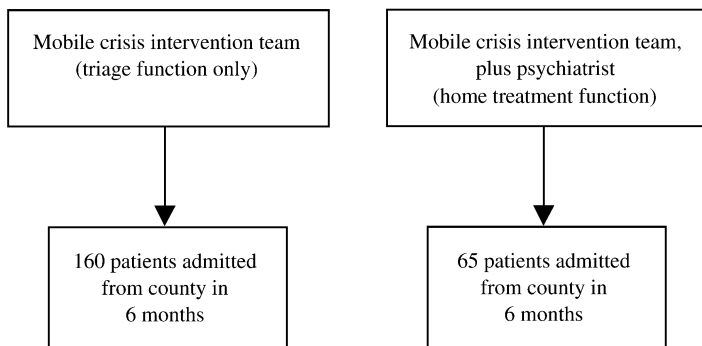 Mobile crisis intervention team
(triage function only)
Mobile crisis intervention team,
plus psychiatrist
(home treatment function)
160 patients admitted
from county in
6 months
65 patients admitted
from county in
6 months